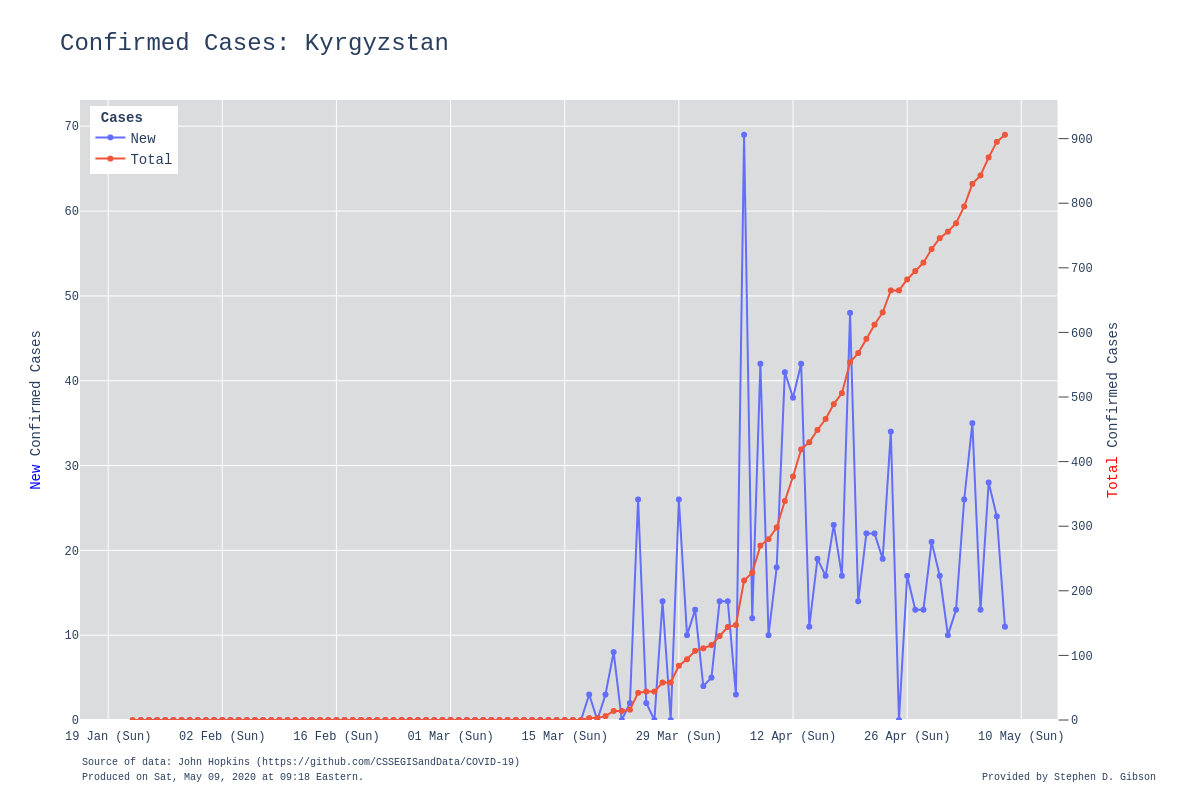 Confirmed Cases: Kyrgyzstan
Cases
New
Total
70
60
50
40
30
20
10
0
New Confirmed Cases
900
800
700
600
500
400
300
200
100
0
Total Confirmed Cases
19 Jan (Sun) 02 Feb (Sun) 16 Feb (Sun) 01 Mar (Sun) 15 Mar (Sun) 29 Mar (Sun) 12 Apr (Sun) 26 Apr (Sun) 10 May (Sun)
Source of data: John Hopkins (https://github.com/CSSEGISandData/COVID-19)
Produced on Sat, May 09, 2020 at 09:18 Eastern.
Provided by Stephen D. Gibson